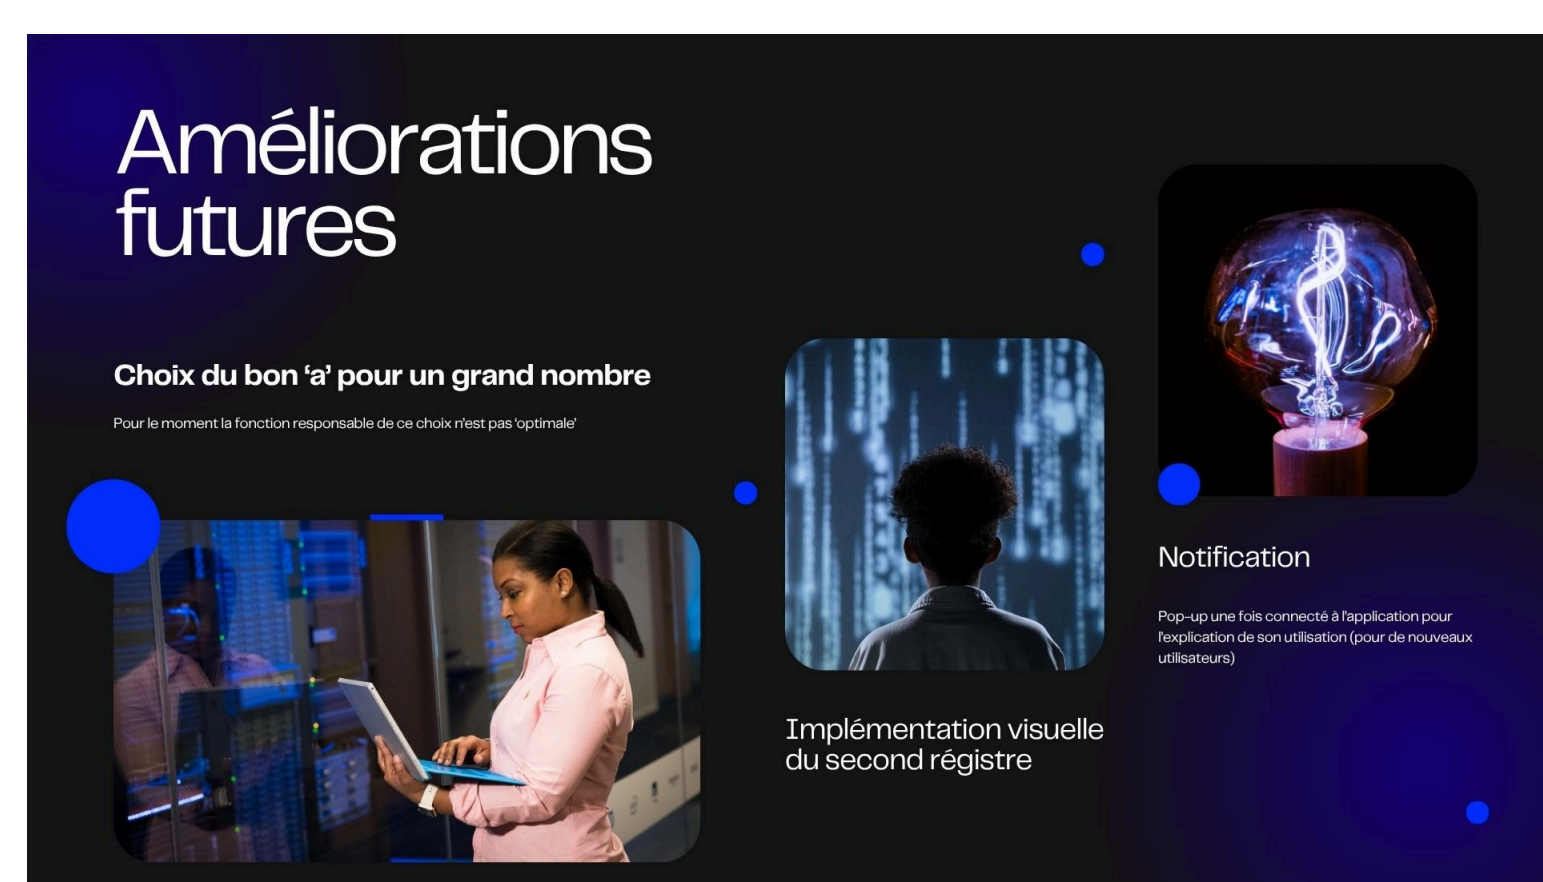 Améliorations
futures
Choix du bon ‘a’ pour un grand nombre
Pour le moment la fonction responsable de ce choix n’est pas ‘optimale’
Implémentation visuelle
du second régistre
Notification
Pop-up une fois connecté à l’application pour
l’explication de son utilisation (pour de nouveaux
utilisateurs)